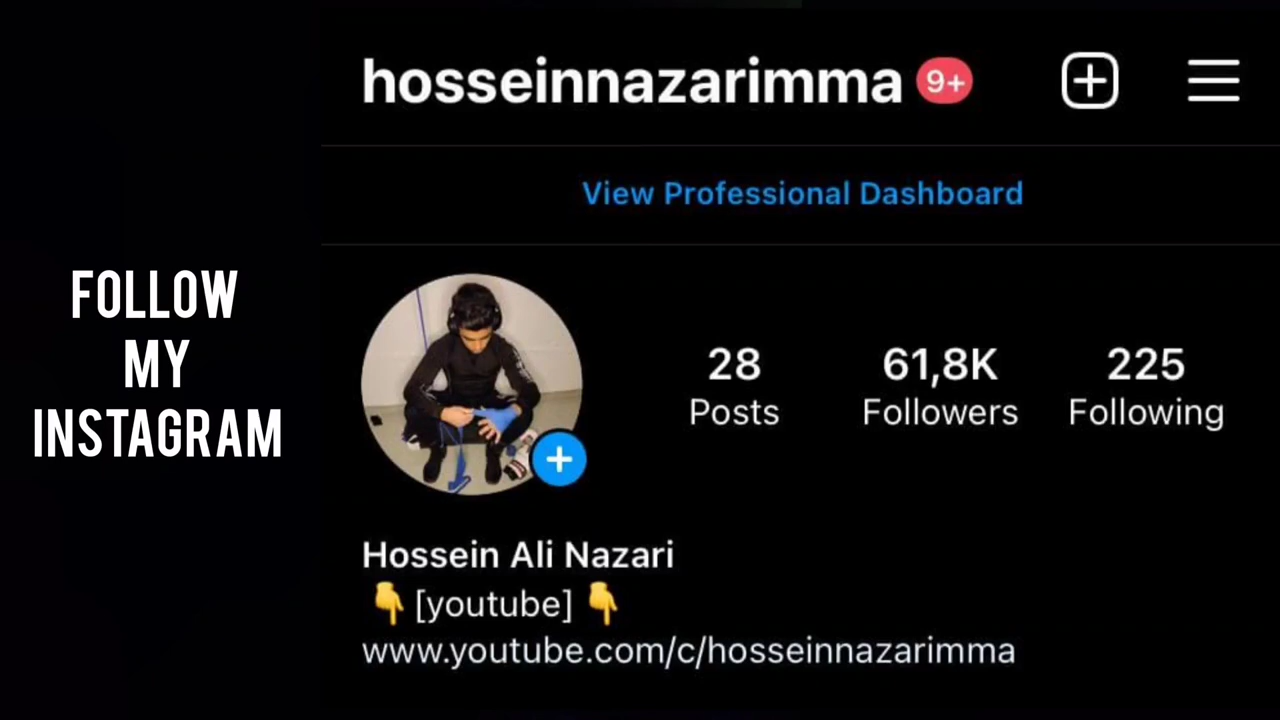 FOLLOW
MY
INSTAGRAM
hosseinnazarimma 9+
View Professional Dashboard
28 61,8K 225
Posts Followers Following
Hossein Ali Nazari
👇 [youtube] 👇
www.youtube.com/c/hosseinnazarimma